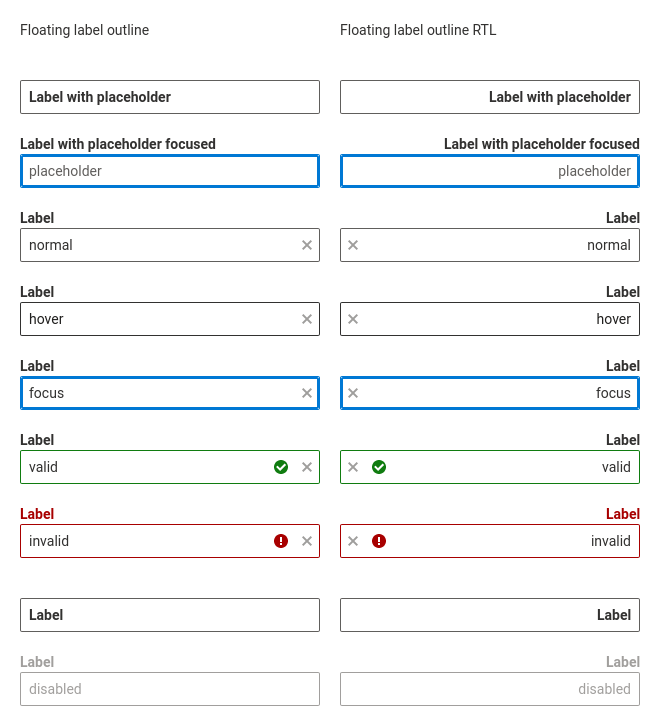 Floating label outline
Label with placeholder
Label with placeholder focused
placeholder
Label
normal
Label
hover
Label
focus
Label
valid
Label
invalid
Label
Label
disabled
Floating label outline RTL
Label with placeholder
Label with placeholder focused
placeholder
Label
normal
Label
hover
Label
focus
Label
valid
Label
invalid
Label
Label
disabled